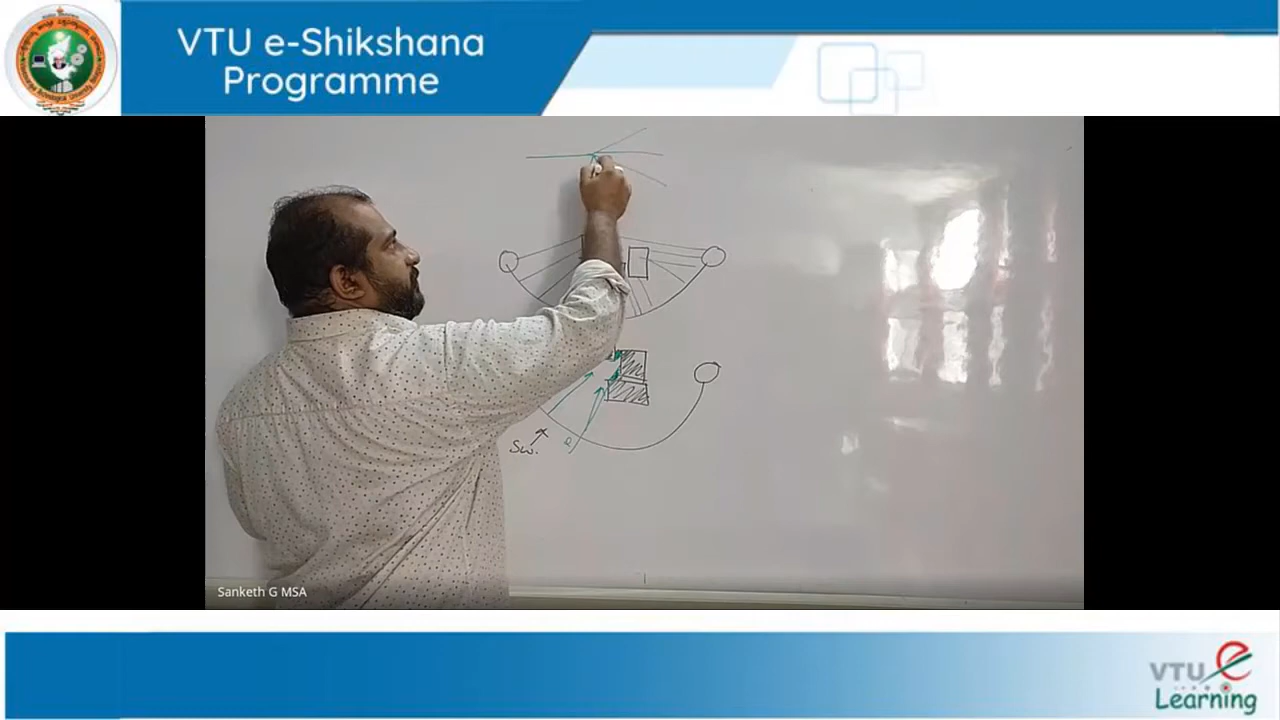 VTU e-Shikshana
Programme
Sw.
Sanketh G MSA
VTU
Learning